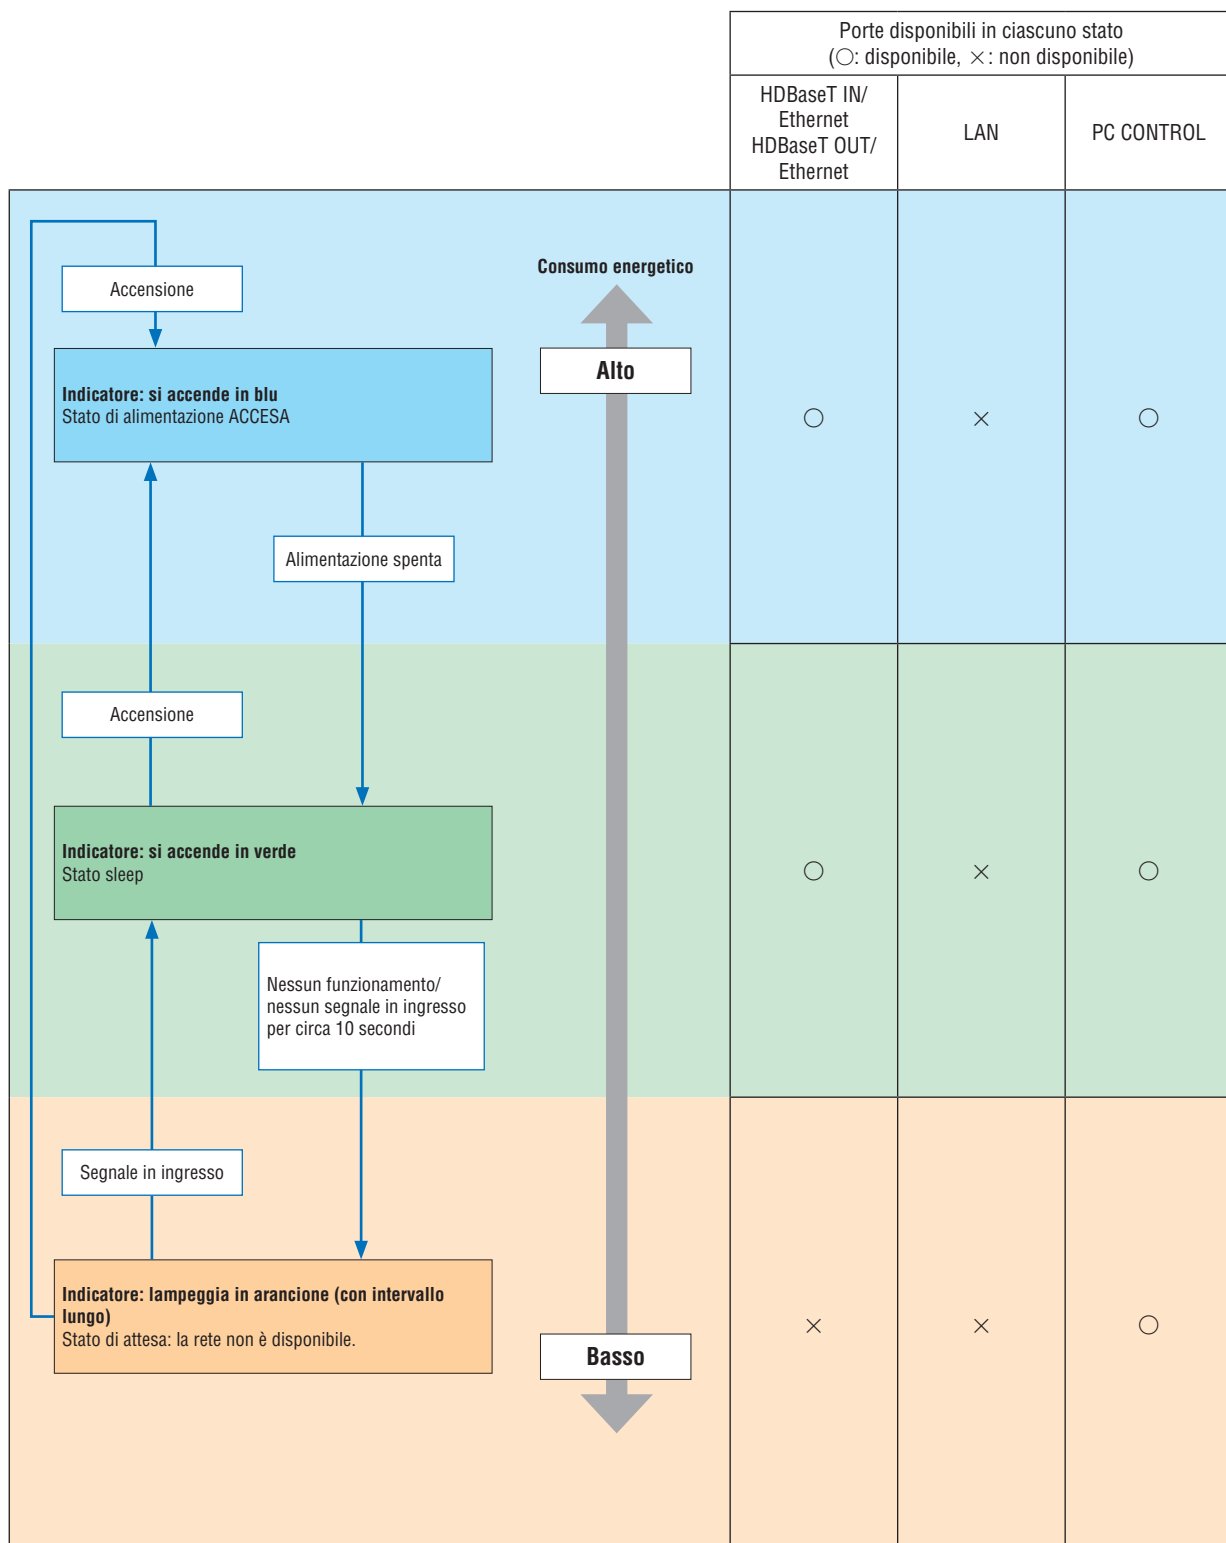 Porte disponibili in ciascuno stato
(○: disponibile, ×: non disponibile)
HDBaseT IN/
Ethernet
HDBaseT OUT/
Ethernet
LAN
PC CONTROL
Accensione
Consumo energetico
Alto
Indicatore: si accende in blu
Stato di alimentazione ACCESA
○
×
○
Alimentazione spenta
Accensione
Indicatore: si accende in verde
Stato sleep
○
×
○
Nessun funzionamento/
nessun segnale in ingresso
per circa 10 secondi
Segnale in ingresso
Indicatore: lampeggia in arancione (con intervallo
lungo)
Stato di attesa: la rete non è disponibile.
Basso
×
×
○